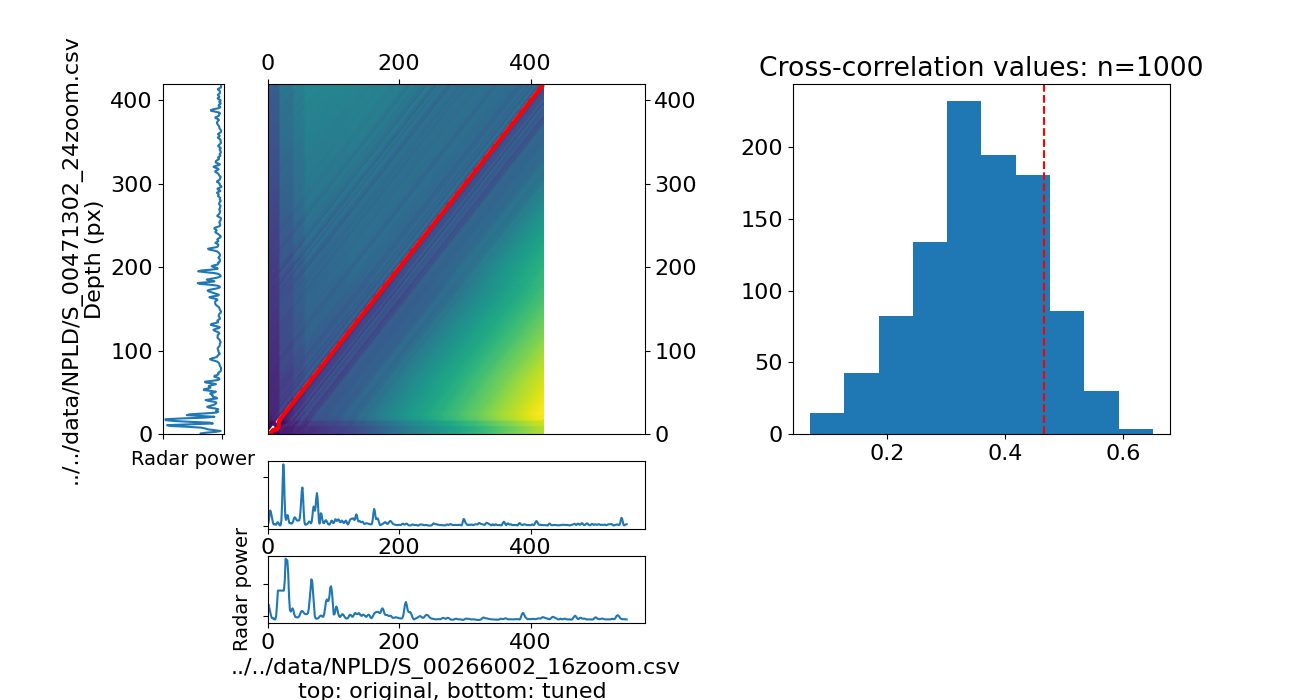 Cross-correlation values: n=1000
../../data/NPLD/S_00471302_24zoom.csv
Depth (px)
0 200 400
400
300
200
100
0
400
300
200
100
0
Radar power
200
150
100
50
0
0.2 0.4 0.6
0 200 400
Radar power
0 200 400
../../data/NPLD/S_00266002_16zoom.csv
top: original, bottom: tuned